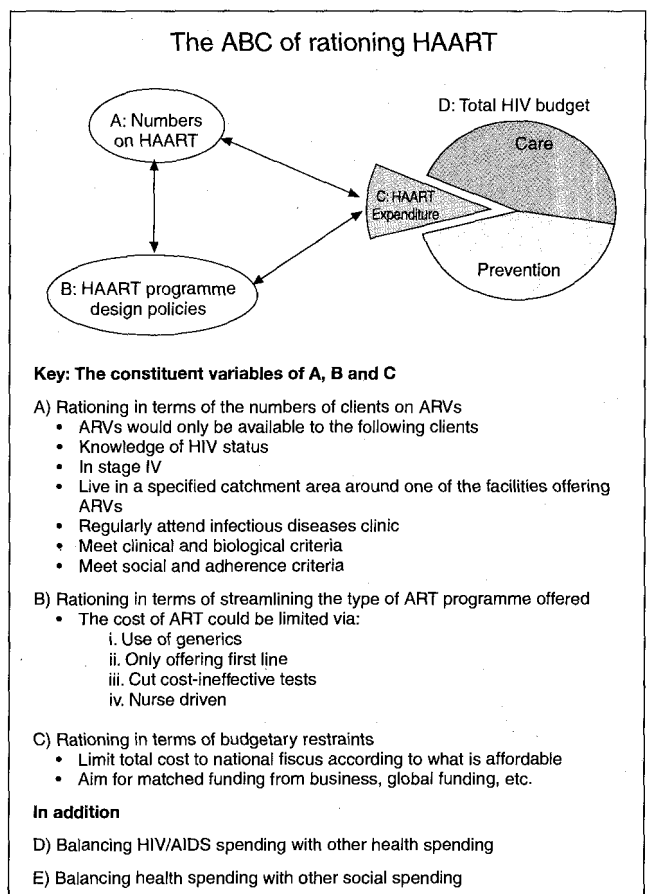 The ABC of rationing HAART
A: Numbers
on HAART
D: Total HIV budget
Care
C: HAART
Expenditure
Prevention
B: HAART programme
design policies
Key: The constituent variables of A, B and C
A) Rationing in terms of the numbers of clients on ARVs
• ARVs would only be available to the following clients
• Knowledge of HIV status
• In stage IV
• Live in a specified catchment area around one of the facilities offering
ARVs
• Regularly attend infectious diseases clinic
• Meet clinical and biological criteria
• Meet social and adherence criteria
B) Rationing in terms of streamlining the type of ART programme offered
• The cost of ART could be limited via:
i. Use of generics
ii. Only offering first line
iii. Cut cost-ineffective tests
iv. Nurse driven
C) Rationing in terms of budgetary restraints
• Limit total cost to national fiscus according to what is affordable
• Aim for matched funding from business, global funding, etc.
In addition
D) Balancing HIV/AIDS spending with other health spending
E) Balancing health spending with other social spending